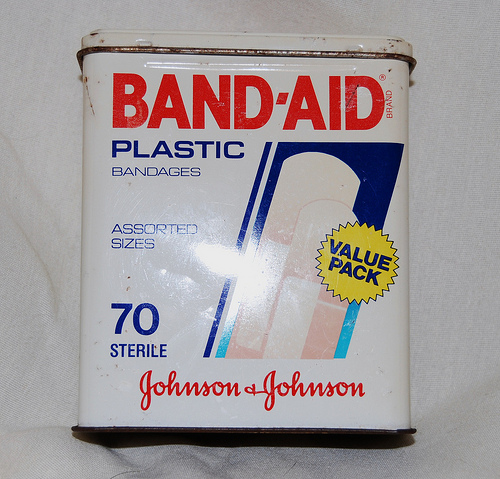 BAND-AID®
BRAND
PLASTIC
BANDAGES
ASSORTED
SIZES
VALUE
PACK
70
STERILE
Johnson & Johnson